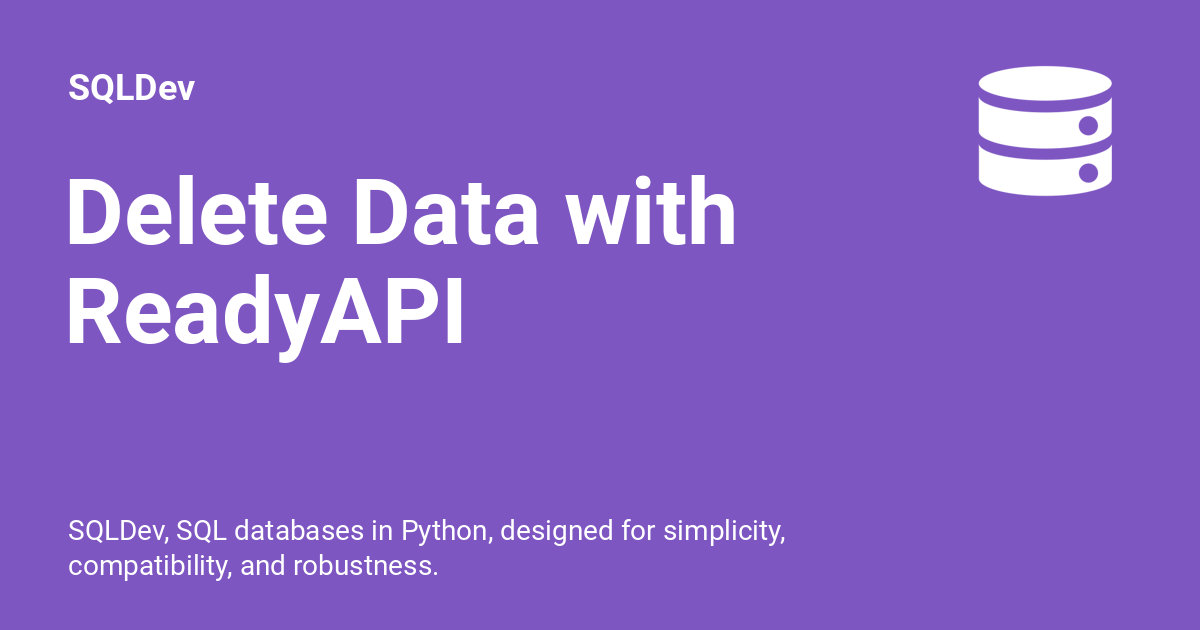 SQLDev
Delete Data with
ReadyAPI
SQLDev, SQL databases in Python, designed for simplicity,
compatibility, and robustness.